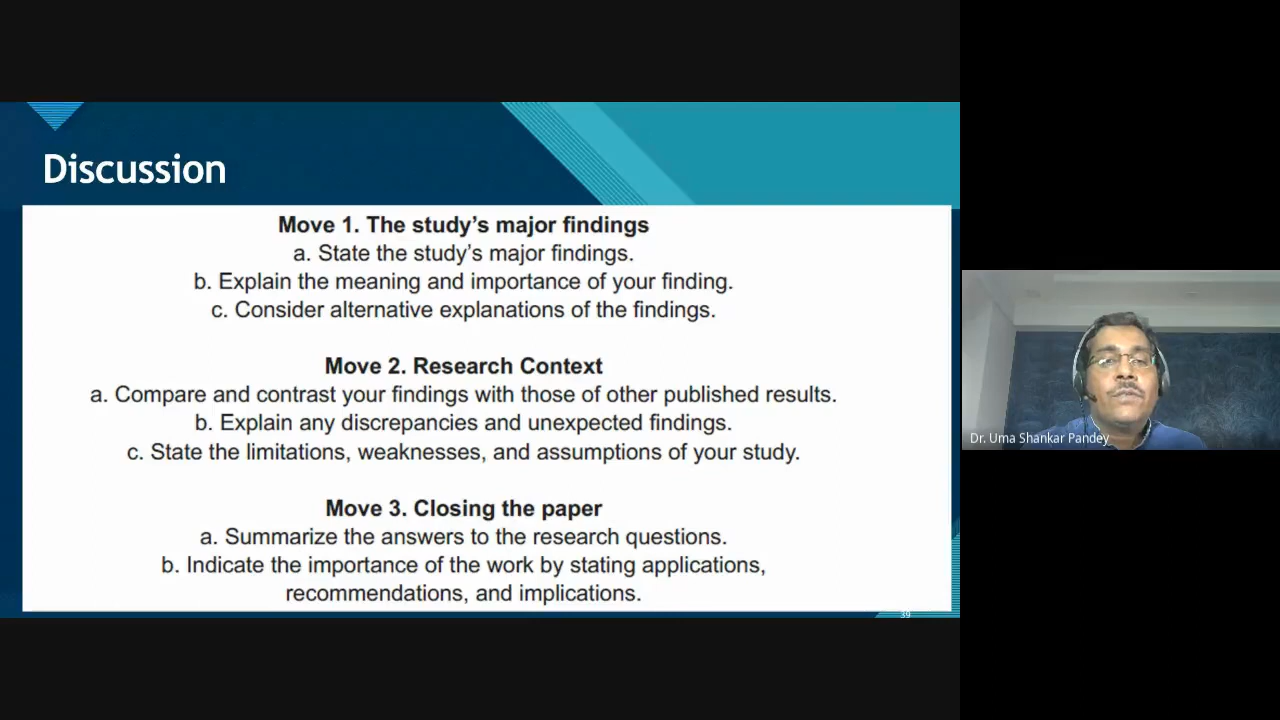 Discussion
Move 1. The study's major findings
a. State the study's major findings.
b. Explain the meaning and importance of your finding.
c. Consider alternative explanations of the findings.
Move 2. Research Context
a. Compare and contrast your findings with those of other published results.
b. Explain any discrepancies and unexpected findings.
c. State the limitations, weaknesses, and assumptions of your study.
Move 3. Closing the paper
a. Summarize the answers to the research questions.
b. Indicate the importance of the work by stating applications,
recommendations, and implications.
39
Dr. Uma Shankar Pandey